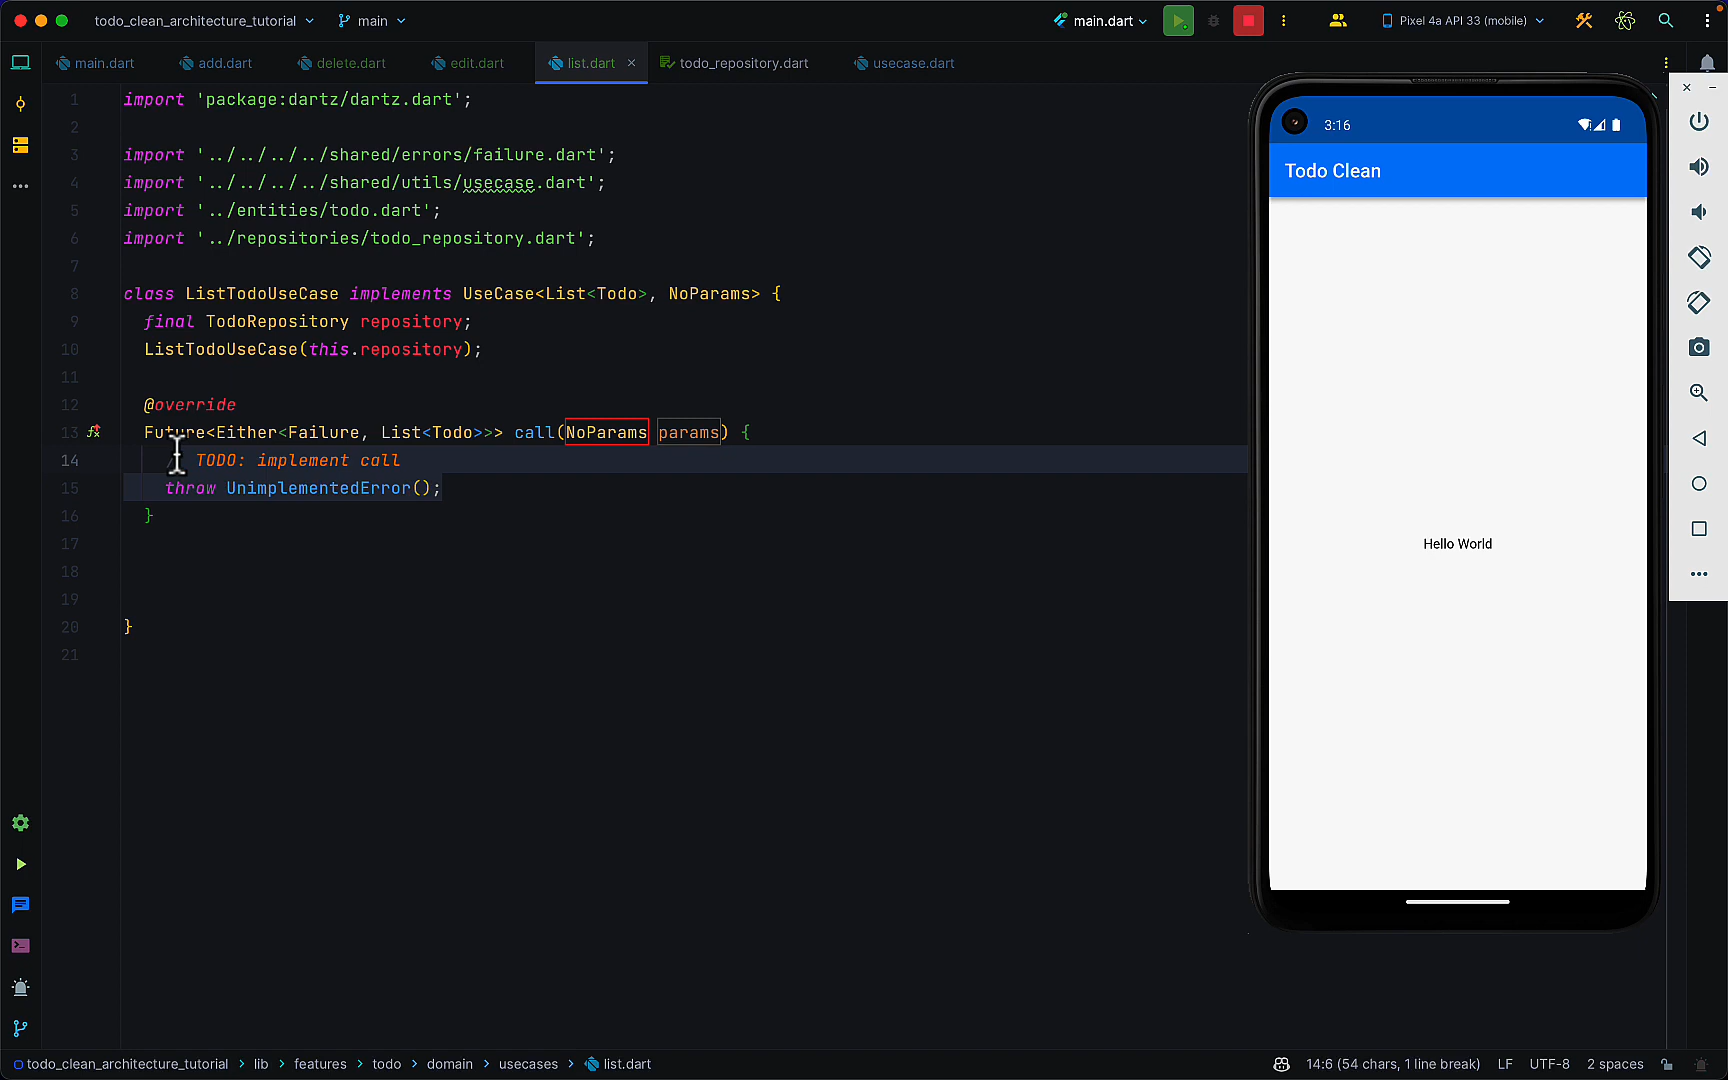 todo_clean_architecture_tutorial main main.dart Pixel 4a API 33 (mobile)
main.dart add.dart delete.dart edit.dart list.dart todo_repository.dart usecase.dart
1 import 'package:dartz/dartz.dart';
2
3 import '../../../../shared/errors/failure.dart';
4 import '../../../../shared/utils/usecase.dart';
5 import '../entities/todo.dart';
6 import '../repositories/todo_repository.dart';
7
8 class ListTodoUseCase implements UseCase<List<Todo>, NoParams> {
9 final TodoRepository repository;
10 ListTodoUseCase(this.repository);
11
12 @override
13 Future<Either<Failure, List<Todo>>> call(NoParams params) {
14 TODO: implement call
15 throw UnimplementedError();
16 }
17
18
19
20 }
21
3:16
Todo Clean
Hello World
todo_clean_architecture_tutorial > lib > features > todo > domain > usecases > list.dart
14:6 (54 chars, 1 line break) LF UTF-8 2 spaces